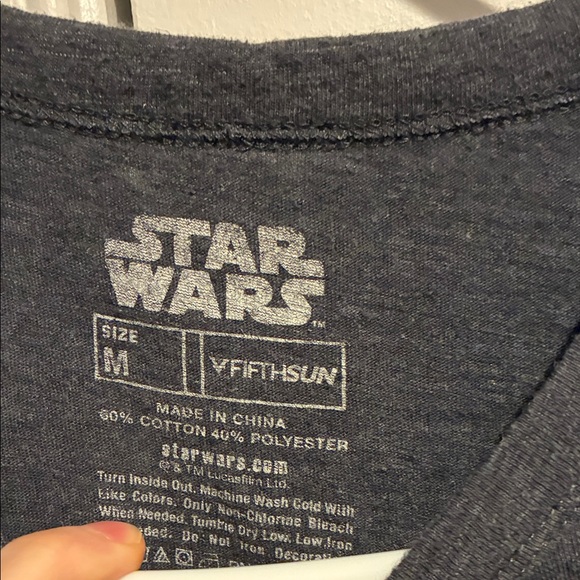 STAR
WARS™
SIZE
M
FIFTHSUN
MADE IN CHINA
60% COTTON 40% POLYESTER
starwars.com
© & TM Lucasfilm Ltd.
Turn Inside Out. Machine Wash Cold With
Like Colors. Only Non-Chlorine Bleach
When Needed. Tumble Dry Low. Low Iron
Do Not Iron